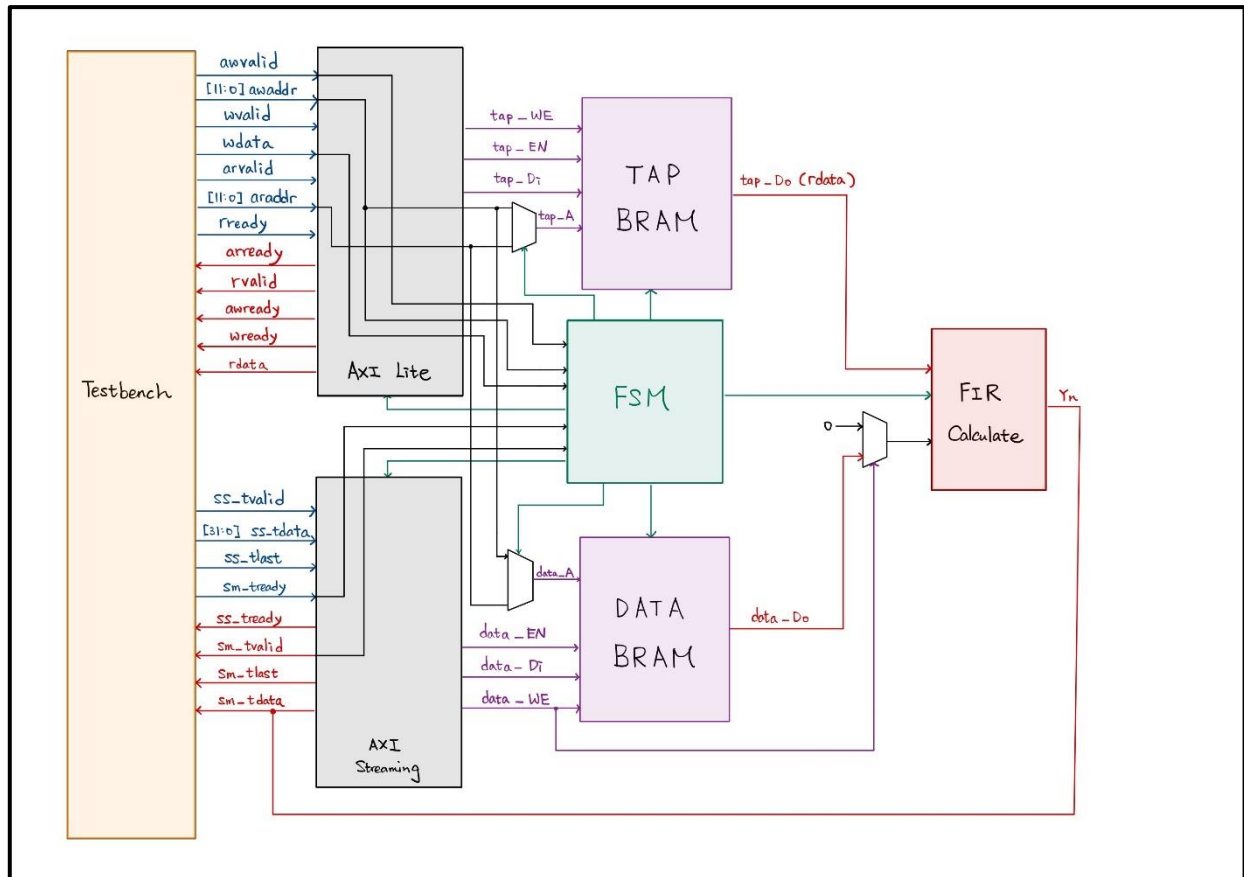 Testbench
awvalid
[11:0] awaddr
wvalid
wdata
arvalid
[11:0] araddr
rready
arready
rvalid
awready
wready
rdata
AXI Lite
tap_WE
tap_EN
tap_Di
tap_A
TAP
BRAM
tap_Do (rdata)
FSM
FIR
Calculate
Yn
0
ss_tvalid
[31:0] ss_tdata
ss_tlast
sm_tready
ss_tready
sm_tvalid
sm_tlast
sm_tdata
AXI
Streaming
data_A
data_EN
data_Di
data_WE
DATA
BRAM
data_Do